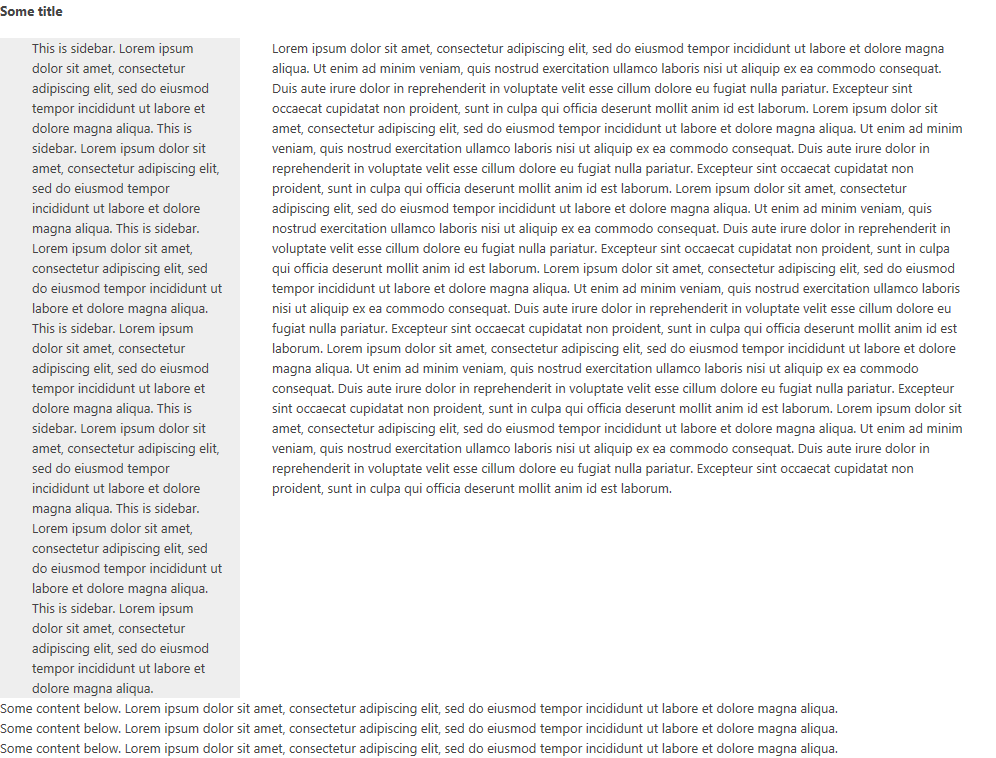 Some title
This is sidebar. Lorem ipsum
dolor sit amet, consectetur
adipiscing elit, sed do eiusmod
tempor incididunt ut labore et
dolore magna aliqua. This is
sidebar. Lorem ipsum dolor sit
amet, consectetur adipiscing elit,
sed do eiusmod tempor
incididunt ut labore et dolore
magna aliqua. This is sidebar.
Lorem ipsum dolor sit amet,
consectetur adipiscing elit, sed
do eiusmod tempor incididunt ut
labore et dolore magna aliqua.
This is sidebar. Lorem ipsum
dolor sit amet, consectetur
adipiscing elit, sed do eiusmod
tempor incididunt ut labore et
dolore magna aliqua. This is
sidebar. Lorem ipsum dolor sit
amet, consectetur adipiscing elit,
sed do eiusmod tempor
incididunt ut labore et dolore
magna aliqua. This is sidebar.
Lorem ipsum dolor sit amet,
consectetur adipiscing elit, sed
do eiusmod tempor incididunt ut
labore et dolore magna aliqua.
This is sidebar. Lorem ipsum
dolor sit amet, consectetur
adipiscing elit, sed do eiusmod
tempor incididunt ut labore et
dolore magna aliqua.
Lorem ipsum dolor sit amet, consectetur adipiscing elit, sed do eiusmod tempor incididunt ut labore et dolore magna
aliqua. Ut enim ad minim veniam, quis nostrud exercitation ullamco laboris nisi ut aliquip ex ea commodo consequat.
Duis aute irure dolor in reprehenderit in voluptate velit esse cillum dolore eu fugiat nulla pariatur. Excepteur sint
occaecat cupidatat non proident, sunt in culpa qui officia deserunt mollit anim id est laborum. Lorem ipsum dolor sit
amet, consectetur adipiscing elit, sed do eiusmod tempor incididunt ut labore et dolore magna aliqua. Ut enim ad minim
veniam, quis nostrud exercitation ullamco laboris nisi ut aliquip ex ea commodo consequat. Duis aute irure dolor in
reprehenderit in voluptate velit esse cillum dolore eu fugiat nulla pariatur. Excepteur sint occaecat cupidatat non
proident, sunt in culpa qui officia deserunt mollit anim id est laborum. Lorem ipsum dolor sit amet, consectetur
adipiscing elit, sed do eiusmod tempor incididunt ut labore et dolore magna aliqua. Ut enim ad minim veniam, quis
nostrud exercitation ullamco laboris nisi ut aliquip ex ea commodo consequat. Duis aute irure dolor in reprehenderit in
voluptate velit esse cillum dolore eu fugiat nulla pariatur. Excepteur sint occaecat cupidatat non proident, sunt in culpa
qui officia deserunt mollit anim id est laborum. Lorem ipsum dolor sit amet, consectetur adipiscing elit, sed do eiusmod
tempor incididunt ut labore et dolore magna aliqua. Ut enim ad minim veniam, quis nostrud exercitation ullamco laboris
nisi ut aliquip ex ea commodo consequat. Duis aute irure dolor in reprehenderit in voluptate velit esse cillum dolore eu
fugiat nulla pariatur. Excepteur sint occaecat cupidatat non proident, sunt in culpa qui officia deserunt mollit anim id est
laborum. Lorem ipsum dolor sit amet, consectetur adipiscing elit, sed do eiusmod tempor incididunt ut labore et dolore
magna aliqua. Ut enim ad minim veniam, quis nostrud exercitation ullamco laboris nisi ut aliquip ex ea commodo
consequat. Duis aute irure dolor in reprehenderit in voluptate velit esse cillum dolore eu fugiat nulla pariatur. Excepteur
sint occaecat cupidatat non proident, sunt in culpa qui officia deserunt mollit anim id est laborum. Lorem ipsum dolor sit
amet, consectetur adipiscing elit, sed do eiusmod tempor incididunt ut labore et dolore magna aliqua. Ut enim ad minim
veniam, quis nostrud exercitation ullamco laboris nisi ut aliquip ex ea commodo consequat. Duis aute irure dolor in
reprehenderit in voluptate velit esse cillum dolore eu fugiat nulla pariatur. Excepteur sint occaecat cupidatat non
proident, sunt in culpa qui officia deserunt mollit anim id est laborum.
Some content below. Lorem ipsum dolor sit amet, consectetur adipiscing elit, sed do eiusmod tempor incididunt ut labore et dolore magna aliqua.
Some content below. Lorem ipsum dolor sit amet, consectetur adipiscing elit, sed do eiusmod tempor incididunt ut labore et dolore magna aliqua.
Some content below. Lorem ipsum dolor sit amet, consectetur adipiscing elit, sed do eiusmod tempor incididunt ut labore et dolore magna aliqua.